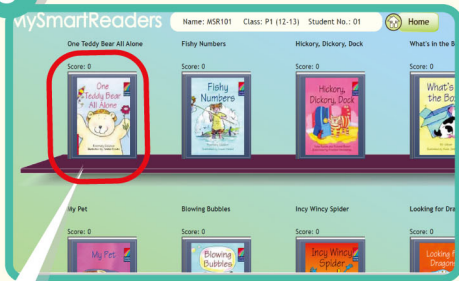 MySmartReaders
Name: MSR101 Class: P1 (12-13) Student No.: 01
Home
One Teddy Bear All Alone Fishy Numbers Hickory, Dickory, Dock What's in the B
Score: 0 Score: 0 Score: 0 Score: 0
One
Teddy Bear
All Alone
Fishy
Numbers
Hickory,
Dickory, Dock
What's
the Bo
My Pet Blowing Bubbles Incy Wincy Spider Looking for Dra
Score: 0 Score: 0 Score: 0 Score: 0
My Pet
Blowing
Bubbles
Incy Wincy
Spider
Looking f
Dragon